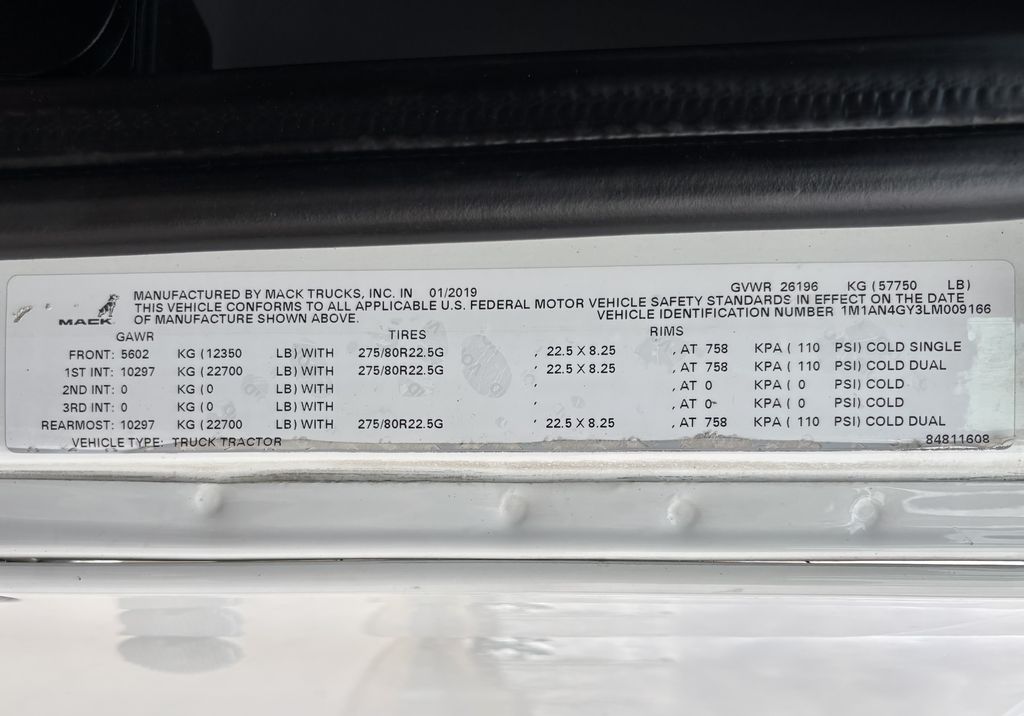 MANUFACTURED BY MACK TRUCKS, INC. IN 01/2019 GVWR 26196 KG (57750 LB)
THIS VEHICLE CONFORMS TO ALL APPLICABLE U.S. FEDERAL MOTOR VEHICLE SAFETY STANDARDS IN EFFECT ON THE DATE
MACK OF MANUFACTURE SHOWN ABOVE. VEHICLE IDENTIFICATION NUMBER 1M1AN4GY3LM009166
GAWR TIRES RIMS
FRONT: 5602 KG (12350 LB) WITH 275/80R22.5G , 22.5 X 8.25 , AT 758 KPA ( 110 PSI) COLD SINGLE
1ST INT: 10297 KG (22700 LB) WITH 275/80R22.5G , 22.5 X 8.25 , AT 758 KPA ( 110 PSI) COLD DUAL
2ND INT: 0 KG (0 LB) WITH , , AT 0 KPA ( 0 PSI) COLD
3RD INT: 0 KG (0 LB) WITH , , AT 0 KPA ( 0 PSI) COLD
REARMOST: 10297 KG (22700 LB) WITH 275/80R22.5G , 22.5 X 8.25 , AT 758 KPA ( 110 PSI) COLD DUAL
VEHICLE TYPE: TRUCK TRACTOR 84811608